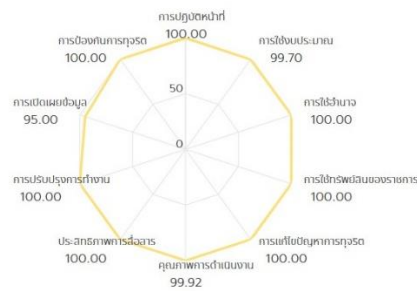 การปฏิบัติหน้าที่
100.00
การใช้งบประมาณ
99.70
การใช้อำนาจ
100.00
การใช้ทรัพย์สินของราชการ
100.00
การแก้ไขปัญหาการทุจริต
100.00
คุณภาพการดำเนินงาน
99.92
ประสิทธิภาพการสื่อสาร
100.00
การปรับปรุงการทำงาน
100.00
การเปิดเผยข้อมูล
95.00
การป้องกันการทุจริต
100.00
50
0